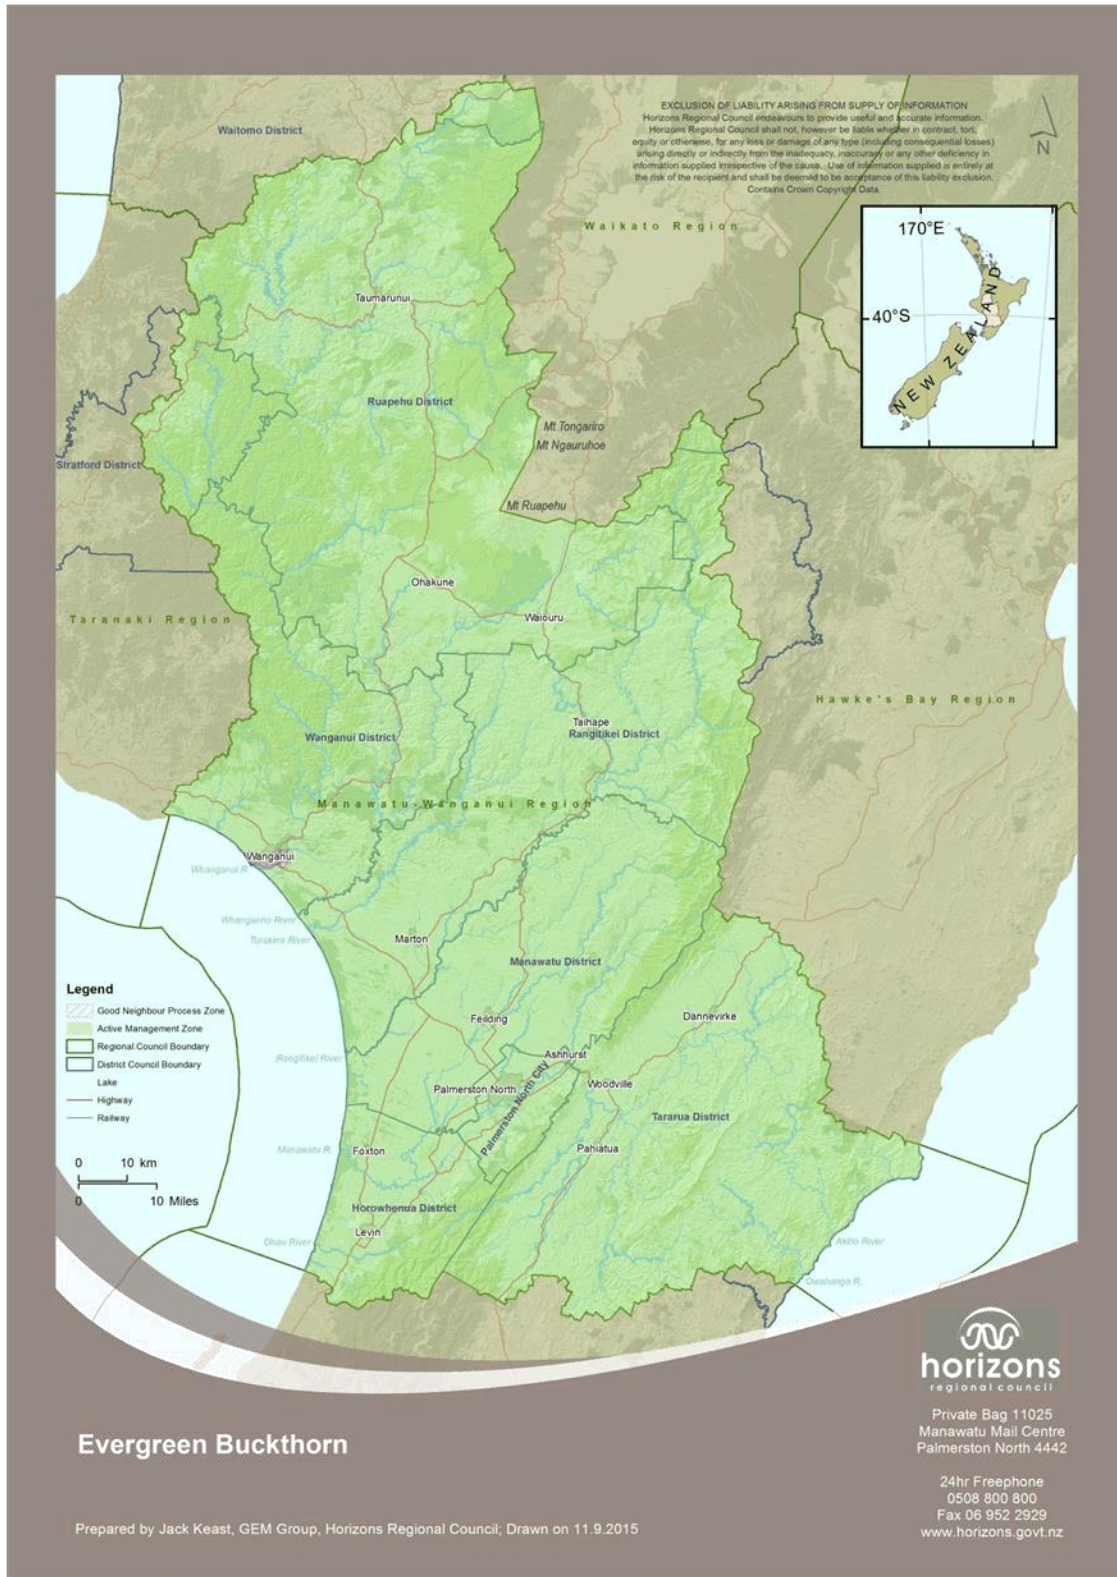 EXCLUSION OF LIABILITY ARISING FROM SUPPLY OF INFORMATION
Horizons Regional Council endeavours to provide useful and accurate information.
Horizons Regional Council shall not, however be liable whether in contract, tort,
equity or otherwise, for any loss or damage of any type (including consequential losses)
arising directly or indirectly from the inadequacy, inaccuracy or any other deficiency in
information supplied irrespective of the cause. Use of information supplied is entirely at
the risk of the recipient and shall be deemed to be acceptance of this liability exclusion.
Contains Crown Copyright Data.
N
Waitomo District
Waikato Region
170°E
40°S
NEW ZEALAND
Taumarunui
Ruapehu District
Mt Tongariro
Mt Ngauruhoe
Stratford District
Mt Ruapehu
Ohakune
Waiouru
Taranaki Region
Hawke's Bay Region
Taihape
Rangitikei District
Wanganui District
Manawatu-Wanganui Region
Wanganui
Whanganui R.
Whangaehu River
Turakina River
Marton
Manawatu District
Feilding
Dannevirke
Ashhurst
Rangitikei River
Palmerston North
Palmerston North City
Woodville
Tararua District
Manawatu R.
Foxton
Pahiatua
Horowhenua District
Levin
Ohau River
Akitio River
Owahanga R.
Legend
Good Neighbour Process Zone
Active Management Zone
Regional Council Boundary
District Council Boundary
Lake
Highway
Railway
0 10 km
0 10 Miles
horizons
regional council
Private Bag 11025
Manawatu Mail Centre
Palmerston North 4442
24hr Freephone
0508 800 800
Fax 06 952 2929
www.horizons.govt.nz
Evergreen Buckthorn
Prepared by Jack Keast, GEM Group, Horizons Regional Council; Drawn on 11.9.2015